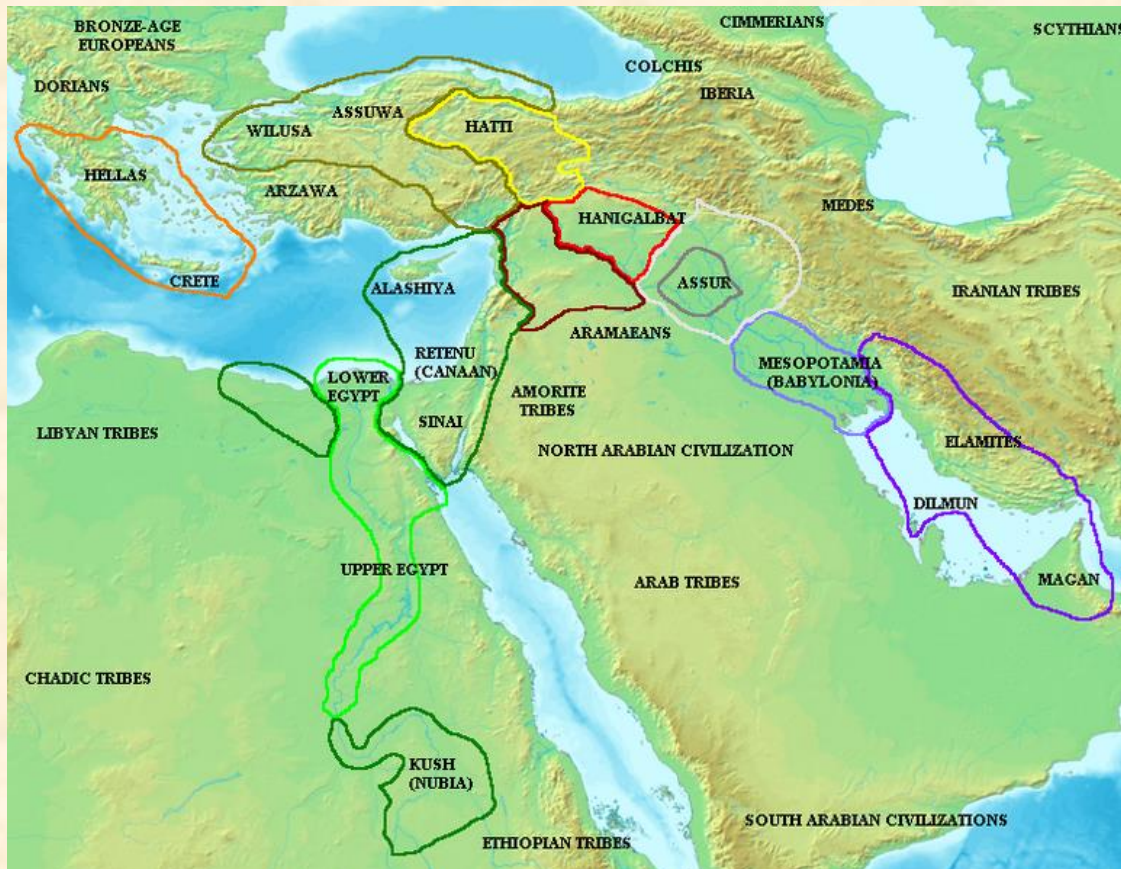 BRONZE-AGE
EUROPEANS
CIMMERIANS
SCYTHIANS
DORIANS
COLCHIS
IBERIA
ASSUWA
WILUSA
HATTI
HELLAS
ARZAWA
HANIGALBAT
MEDES
CRETE
ALASHIYA
ASSUR
IRANIAN TRIBES
ARAMAEANS
RETENU
(CANAAN)
MESOPOTAMIA
(BABYLONIA)
LOWER
EGYPT
AMORITE
TRIBES
SINAI
LIBYAN TRIBES
NORTH ARABIAN CIVILIZATION
ELAMITES
DILMUN
UPPER EGYPT
ARAB TRIBES
MAGAN
CHADIC TRIBES
KUSH
(NUBIA)
SOUTH ARABIAN CIVILIZATIONS
ETHIOPIAN TRIBES